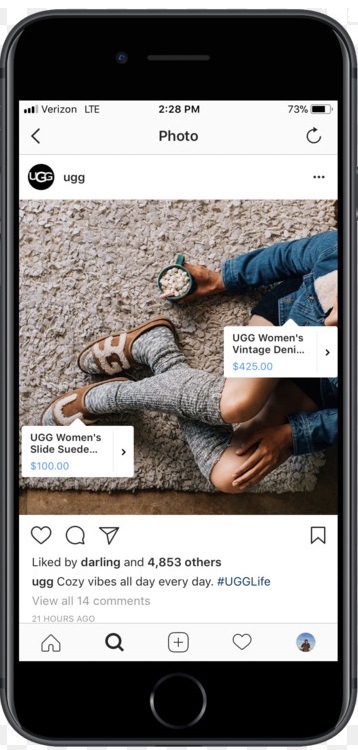 Verizon LTE 2:28 PM 73%
Photo
UGG ugg
UGG Women's
Vintage Deni...
$425.00
UGG Women's
Slide Suede...
$100.00
Liked by darling and 4,853 others
ugg Cozy vibes all day every day. #UGGLife
View all 14 comments
21 HOURS AGO